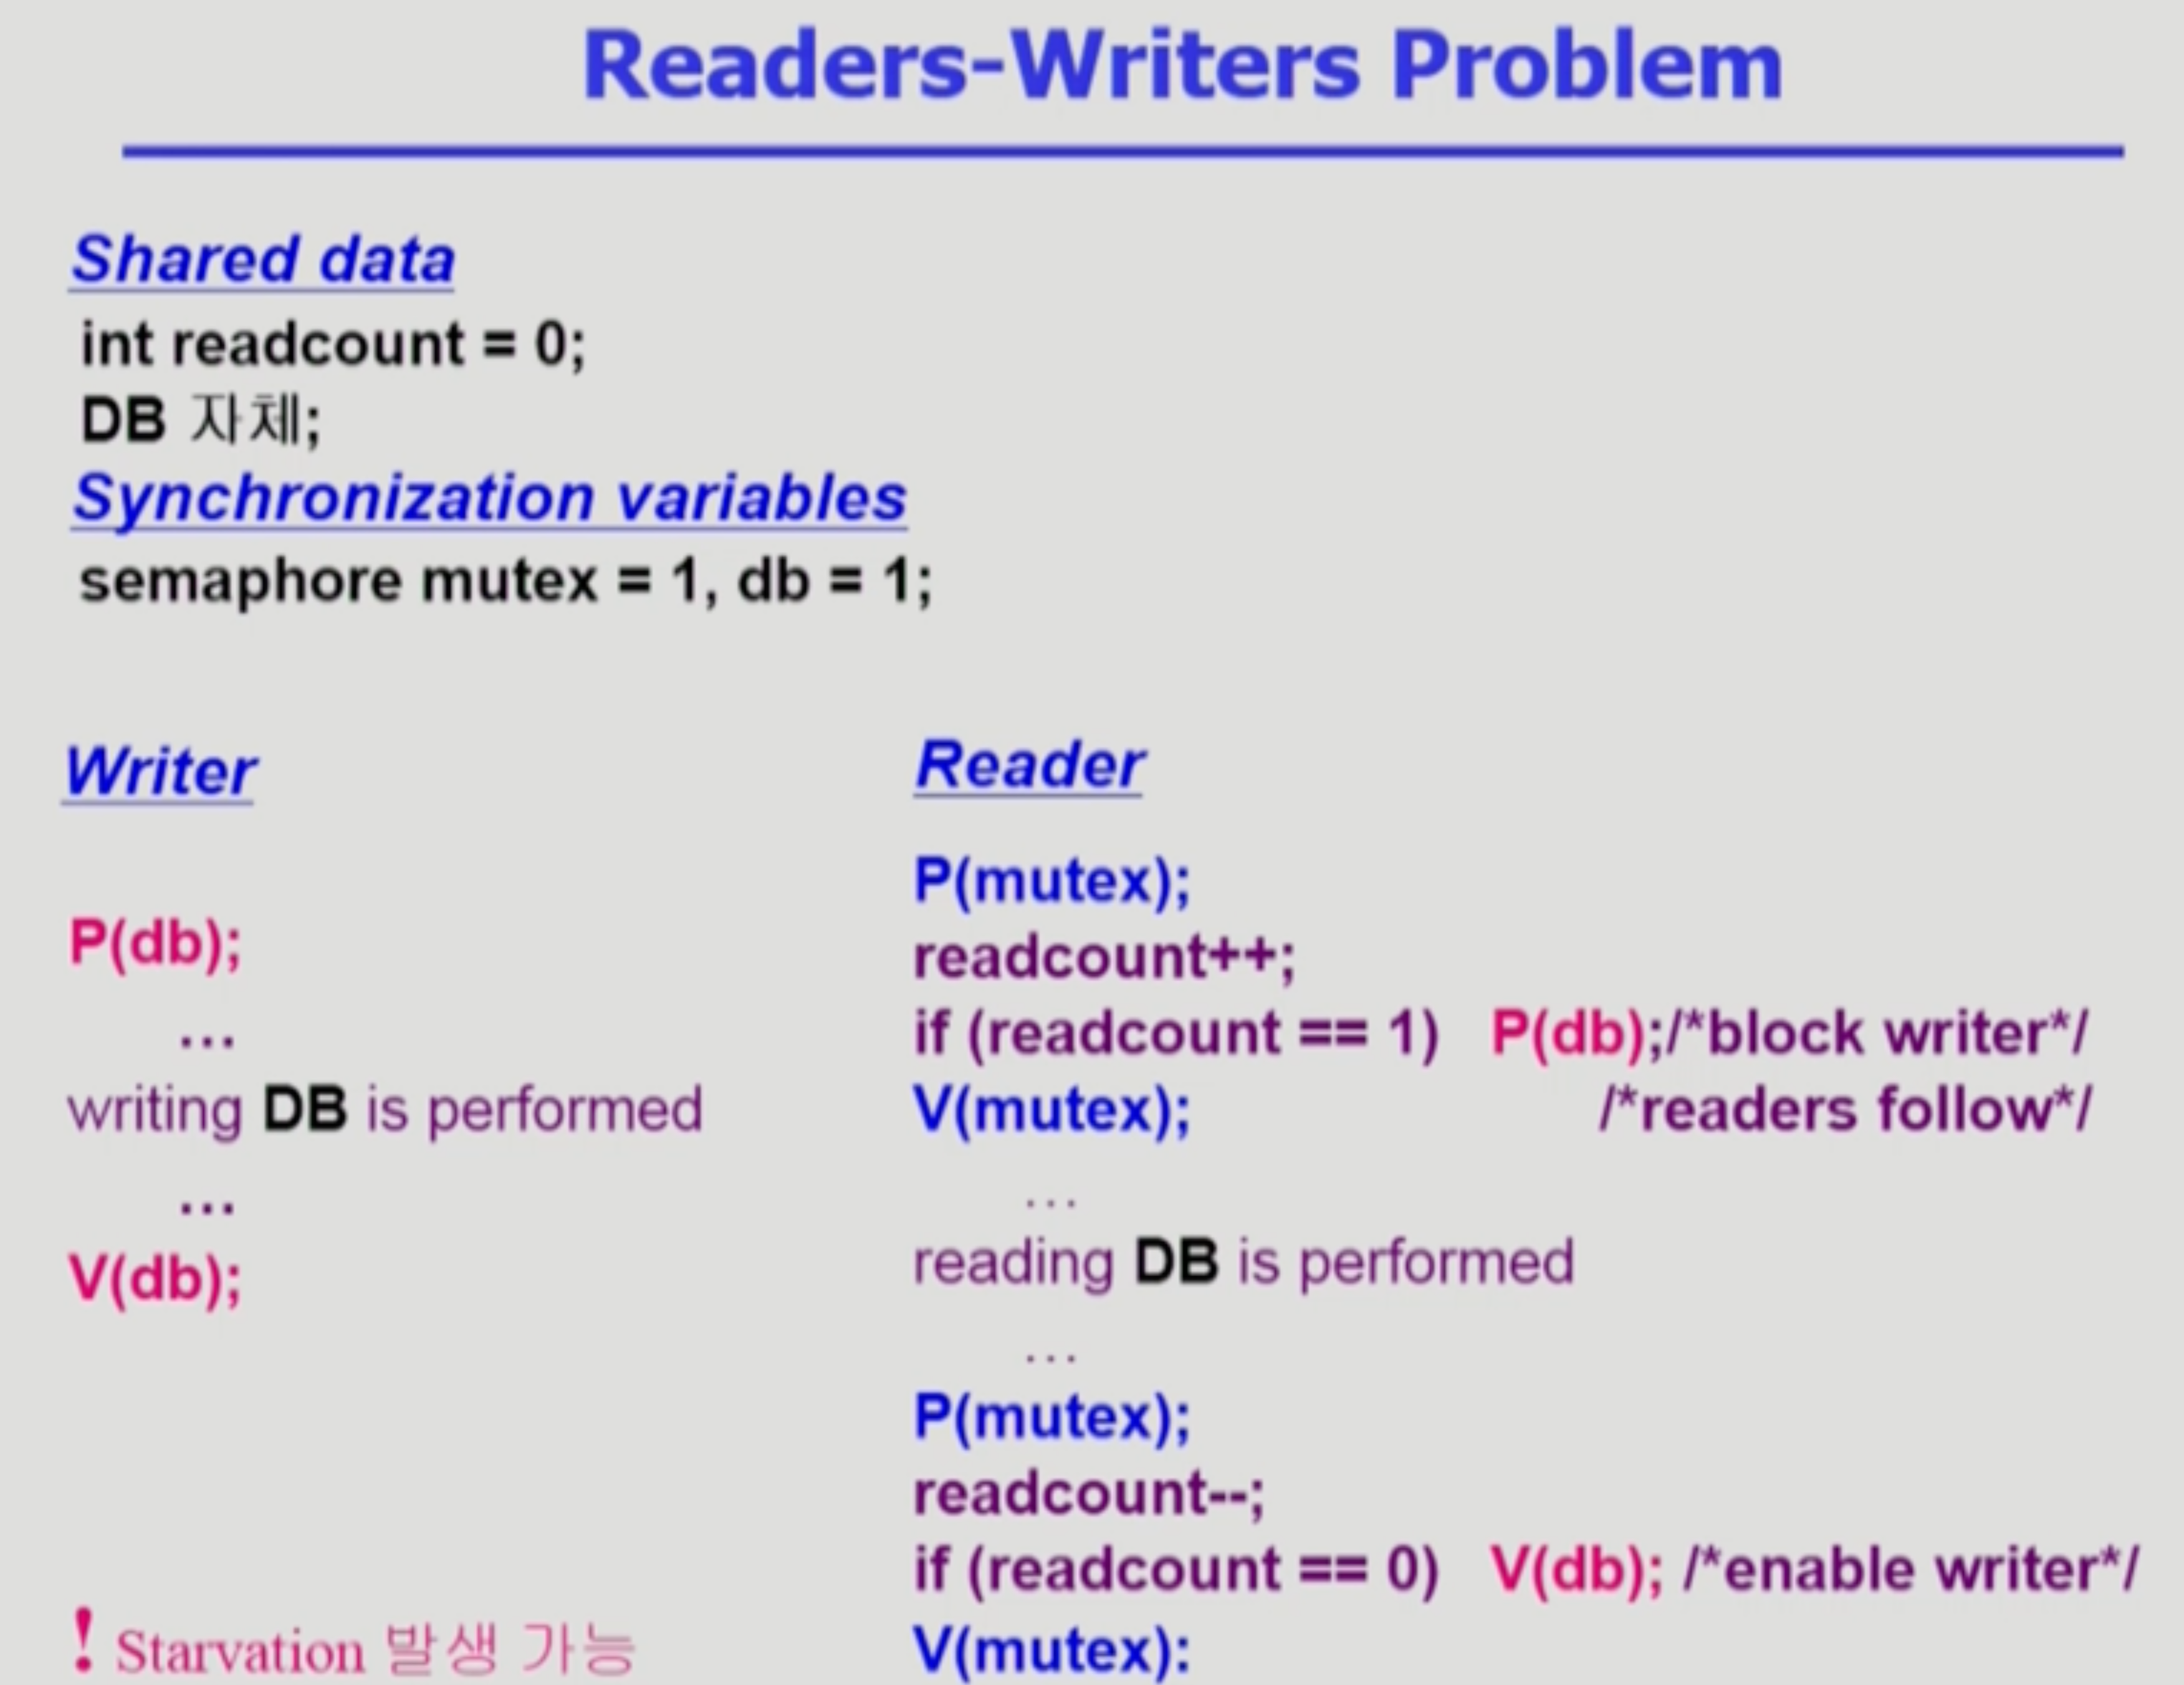 Readers-Writers Problem
Shared data
int readcount = 0;
DB 자체;
Synchronization variables
semaphore mutex = 1, db = 1;
Writer
P(db);
...
writing DB is performed
...
V(db);
! Starvation 발생 가능
Reader
P(mutex);
readcount++;
if (readcount == 1) P(db);/*block writer*/
V(mutex); /*readers follow*/
...
reading DB is performed
...
P(mutex);
readcount--;
if (readcount == 0) V(db); /*enable writer*/
V(mutex):